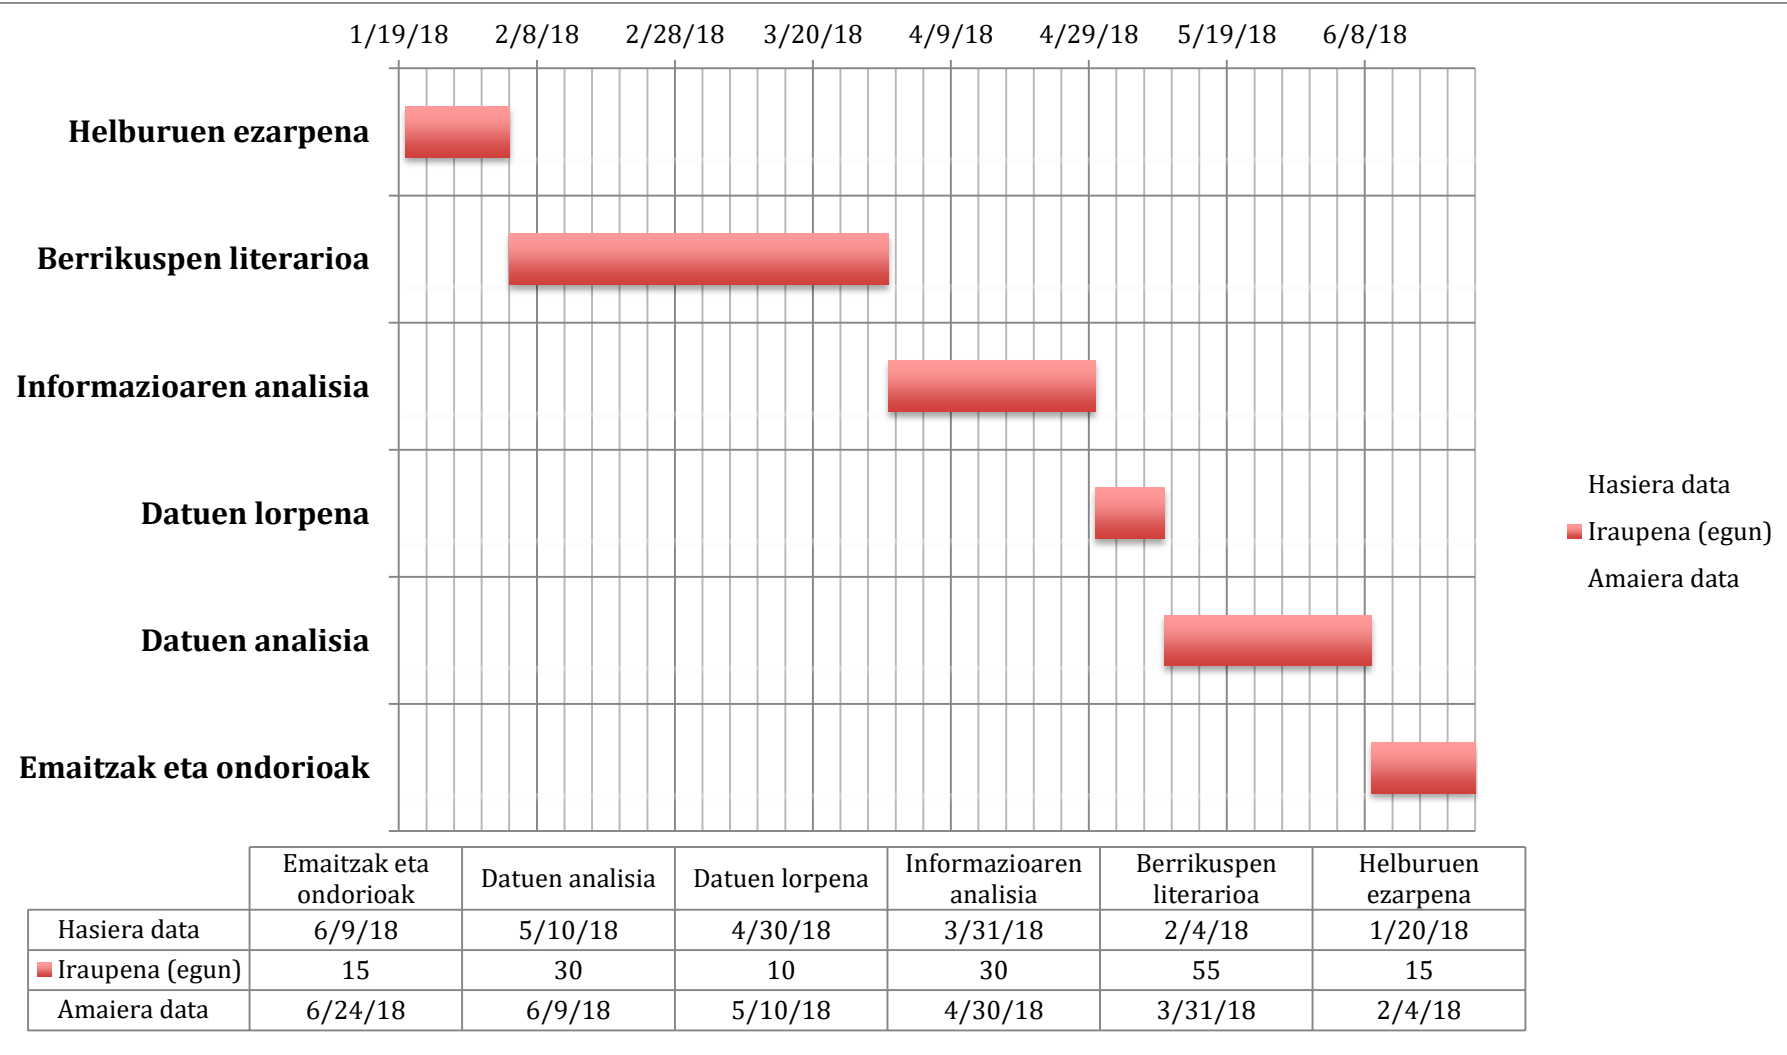 1/19/18 2/8/18 2/28/18 3/20/18 4/9/18 4/29/18 5/19/18 6/8/18
Helburuen ezarpena
Berrikuspen literarioa
Informazioaren analisia
Datuen lorpena
Datuen analisia
Emaitzak eta ondorioak
Hasiera data
Iraupena (egun)
Amaiera data
Emaitzak eta ondorioak Datuen analisia Datuen lorpena Informazioaren analisia Berrikuspen literarioa Helburuen ezarpena
Hasiera data 6/9/18 5/10/18 4/30/18 3/31/18 2/4/18 1/20/18
Iraupena (egun) 15 30 10 30 55 15
Amaiera data 6/24/18 6/9/18 5/10/18 4/30/18 3/31/18 2/4/18